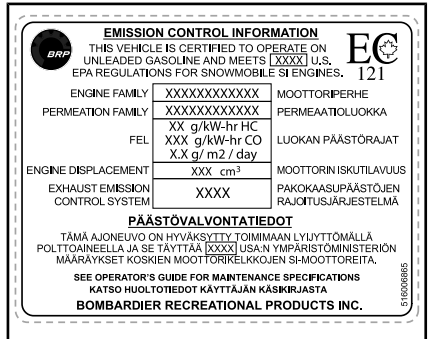 EMISSION CONTROL INFORMATION
BRP
THIS VEHICLE IS CERTIFIED TO OPERATE ON
UNLEADED GASOLINE AND MEETS XXXX U.S.
EPA REGULATIONS FOR SNOWMOBILE SI ENGINES.
EC
121
ENGINE FAMILY XXXXXXXXXXXX MOOTTORIPERHE
PERMEATION FAMILY XXXXXXXXXXXX PERMEAATIOLUOKKA
XX g/kW-hr HC
FEL XXX g/kW-hr CO LUOKAN PÄÄSTÖRAJAT
X.X g/ m2 / day
ENGINE DISPLACEMENT XXX cm³ MOOTTORIN ISKUTILAVUUS
EXHAUST EMISSION CONTROL SYSTEM XXXX PAKOKAASUPÄÄSTÖJEN RAJOITUSJÄRJESTELMÄ
PÄÄSTÖVALVONTATIEDOT
TÄMÄ AJONEUVO ON HYVÄKSYTTY TOIMIMAAN LYIJYTTÖMÄLLÄ
POLTTOAINEELLA JA SE TÄYTTÄÄ XXXX USA:N YMPÄRISTÖMINISTERIÖN
MÄÄRÄYKSET KOSKIEN MOOTTORIKELKKOJEN SI-MOOTTOREITA.
SEE OPERATOR'S GUIDE FOR MAINTENANCE SPECIFICATIONS
KATSO HUOLTOTIEDOT KÄYTTÄJÄN KÄSIKIRJASTA
BOMBARDIER RECREATIONAL PRODUCTS INC.
516006865